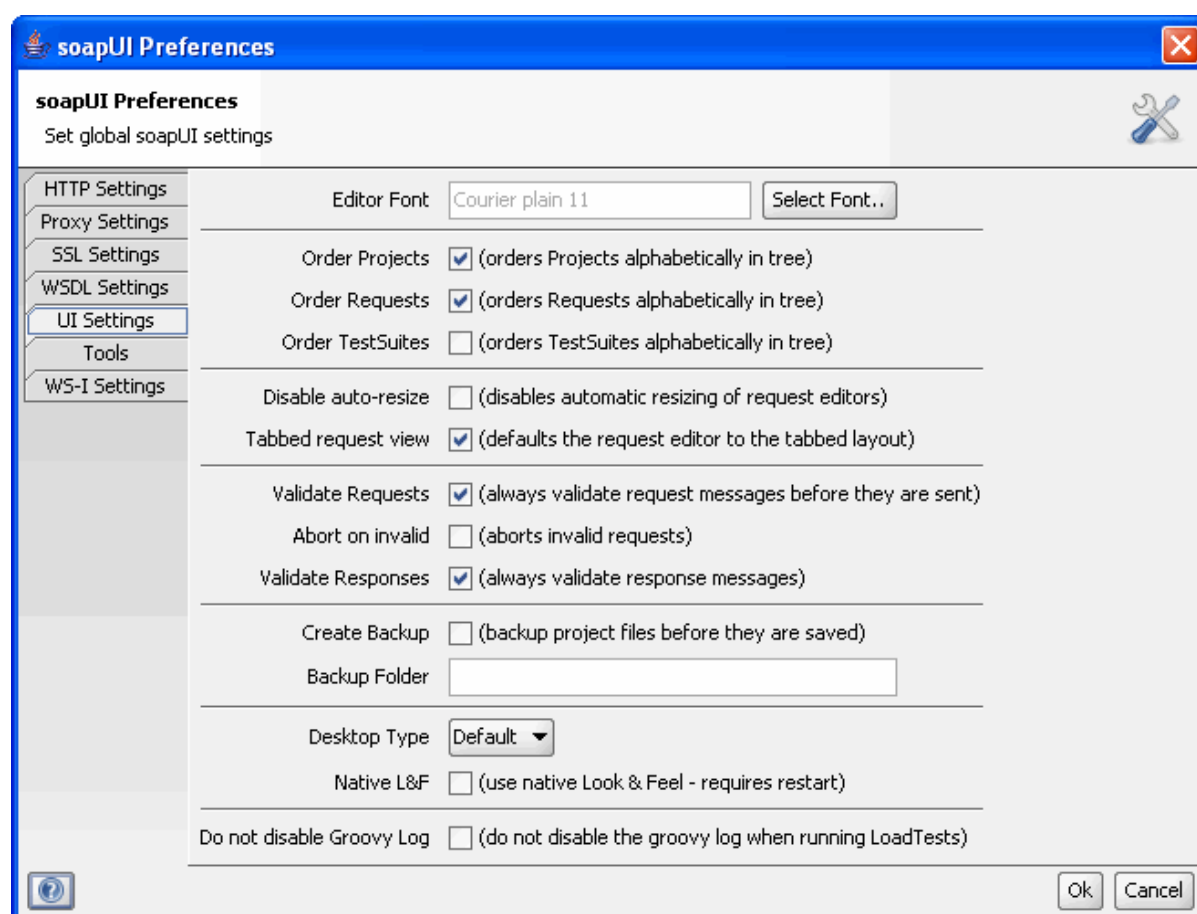 soapUI Preferences
soapUI Preferences
Set global soapUI settings
HTTP Settings
Proxy Settings
SSL Settings
WSDL Settings
UI Settings
Tools
WS-I Settings
Editor Font Courier plain 11 Select Font..
Order Projects (orders Projects alphabetically in tree)
Order Requests (orders Requests alphabetically in tree)
Order TestSuites (orders TestSuites alphabetically in tree)
Disable auto-resize (disables automatic resizing of request editors)
Tabbed request view (defaults the request editor to the tabbed layout)
Validate Requests (always validate request messages before they are sent)
Abort on invalid (aborts invalid requests)
Validate Responses (always validate response messages)
Create Backup (backup project files before they are saved)
Backup Folder
Desktop Type Default
Native L&F (use native Look & Feel - requires restart)
Do not disable Groovy Log (do not disable the groovy log when running LoadTests)
? Ok Cancel